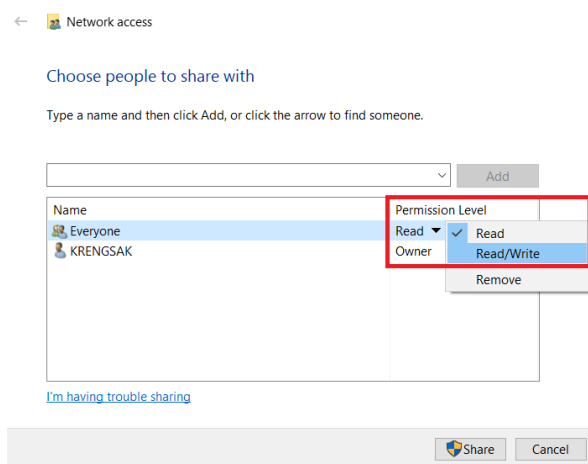 Network access
Choose people to share with
Type a name and then click Add, or click the arrow to find someone.
Add
Name Permission Level
Everyone Read Read
KRENGSAK Owner Read/Write
Remove
I'm having trouble sharing
Share Cancel